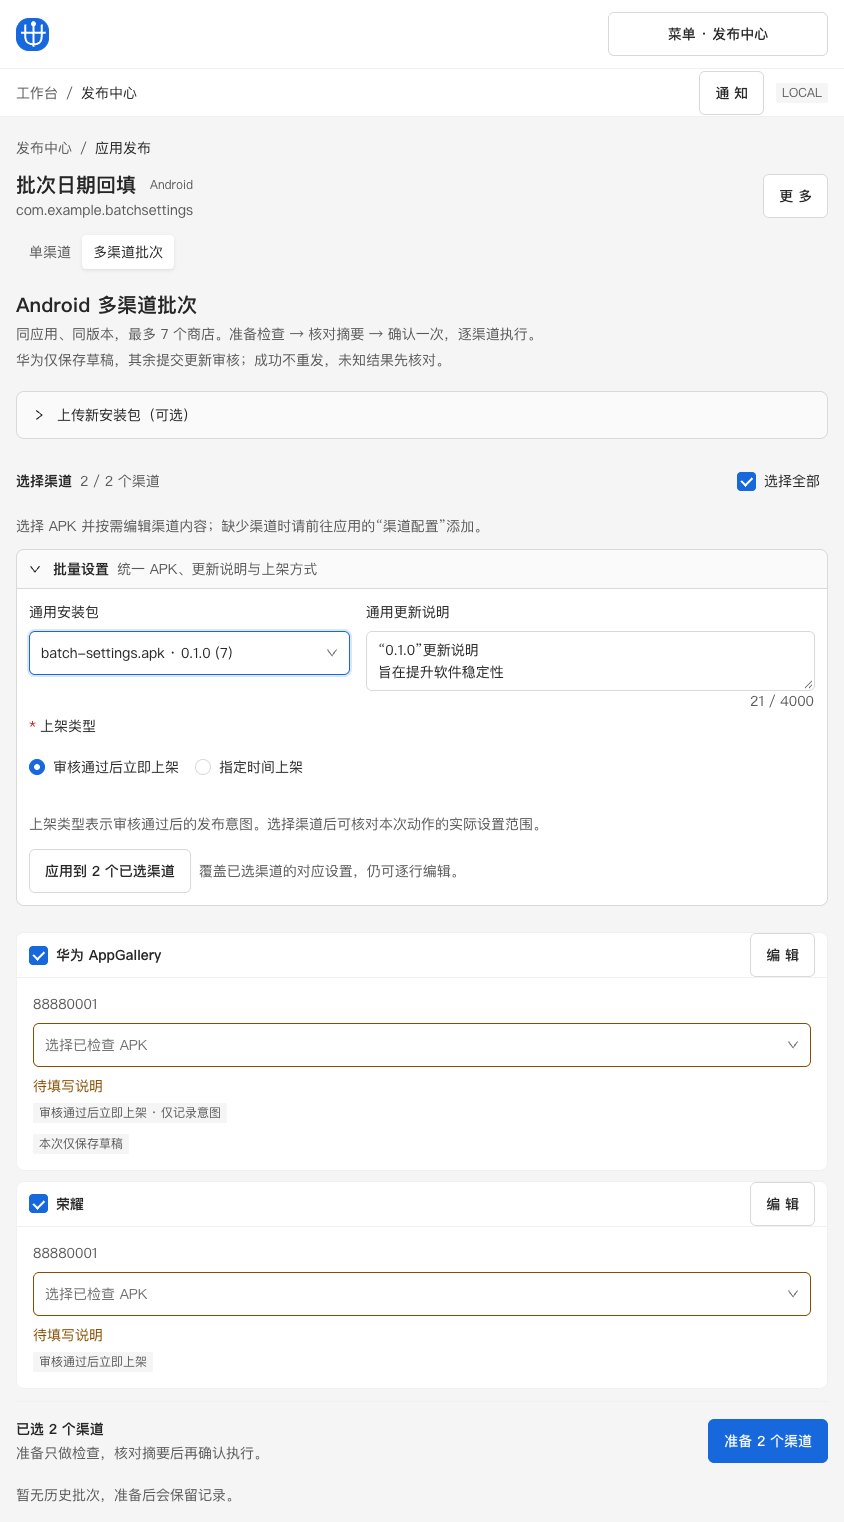 菜单 · 发布中心
工作台 / 发布中心
通 知
LOCAL
发布中心 / 应用发布
批次日期回填 Android
com.example.batchsettings
更 多
单渠道
多渠道批次
Android 多渠道批次
同应用、同版本，最多 7 个商店。准备检查 → 核对摘要 → 确认一次，逐渠道执行。
华为仅保存草稿，其余提交更新审核；成功不重发，未知结果先核对。
上传新安装包（可选）
选择渠道 2 / 2 个渠道
选择全部
选择 APK 并按需编辑渠道内容；缺少渠道时请前往应用的“渠道配置”添加。
批量设置 统一 APK、更新说明与上架方式
通用安装包
通用更新说明
batch-settings.apk · 0.1.0 (7)
“0.1.0”更新说明
旨在提升软件稳定性
21 / 4000
* 上架类型
审核通过后立即上架
指定时间上架
上架类型表示审核通过后的发布意图。选择渠道后可核对本次动作的实际设置范围。
应用到 2 个已选渠道
覆盖已选渠道的对应设置，仍可逐行编辑。
华为 AppGallery
编 辑
88880001
选择已检查 APK
待填写说明
审核通过后立即上架 · 仅记录意图
本次仅保存草稿
荣耀
编 辑
88880001
选择已检查 APK
待填写说明
审核通过后立即上架
已选 2 个渠道
准备只做检查，核对摘要后再确认执行。
准备 2 个渠道
暂无历史批次，准备后会保留记录。